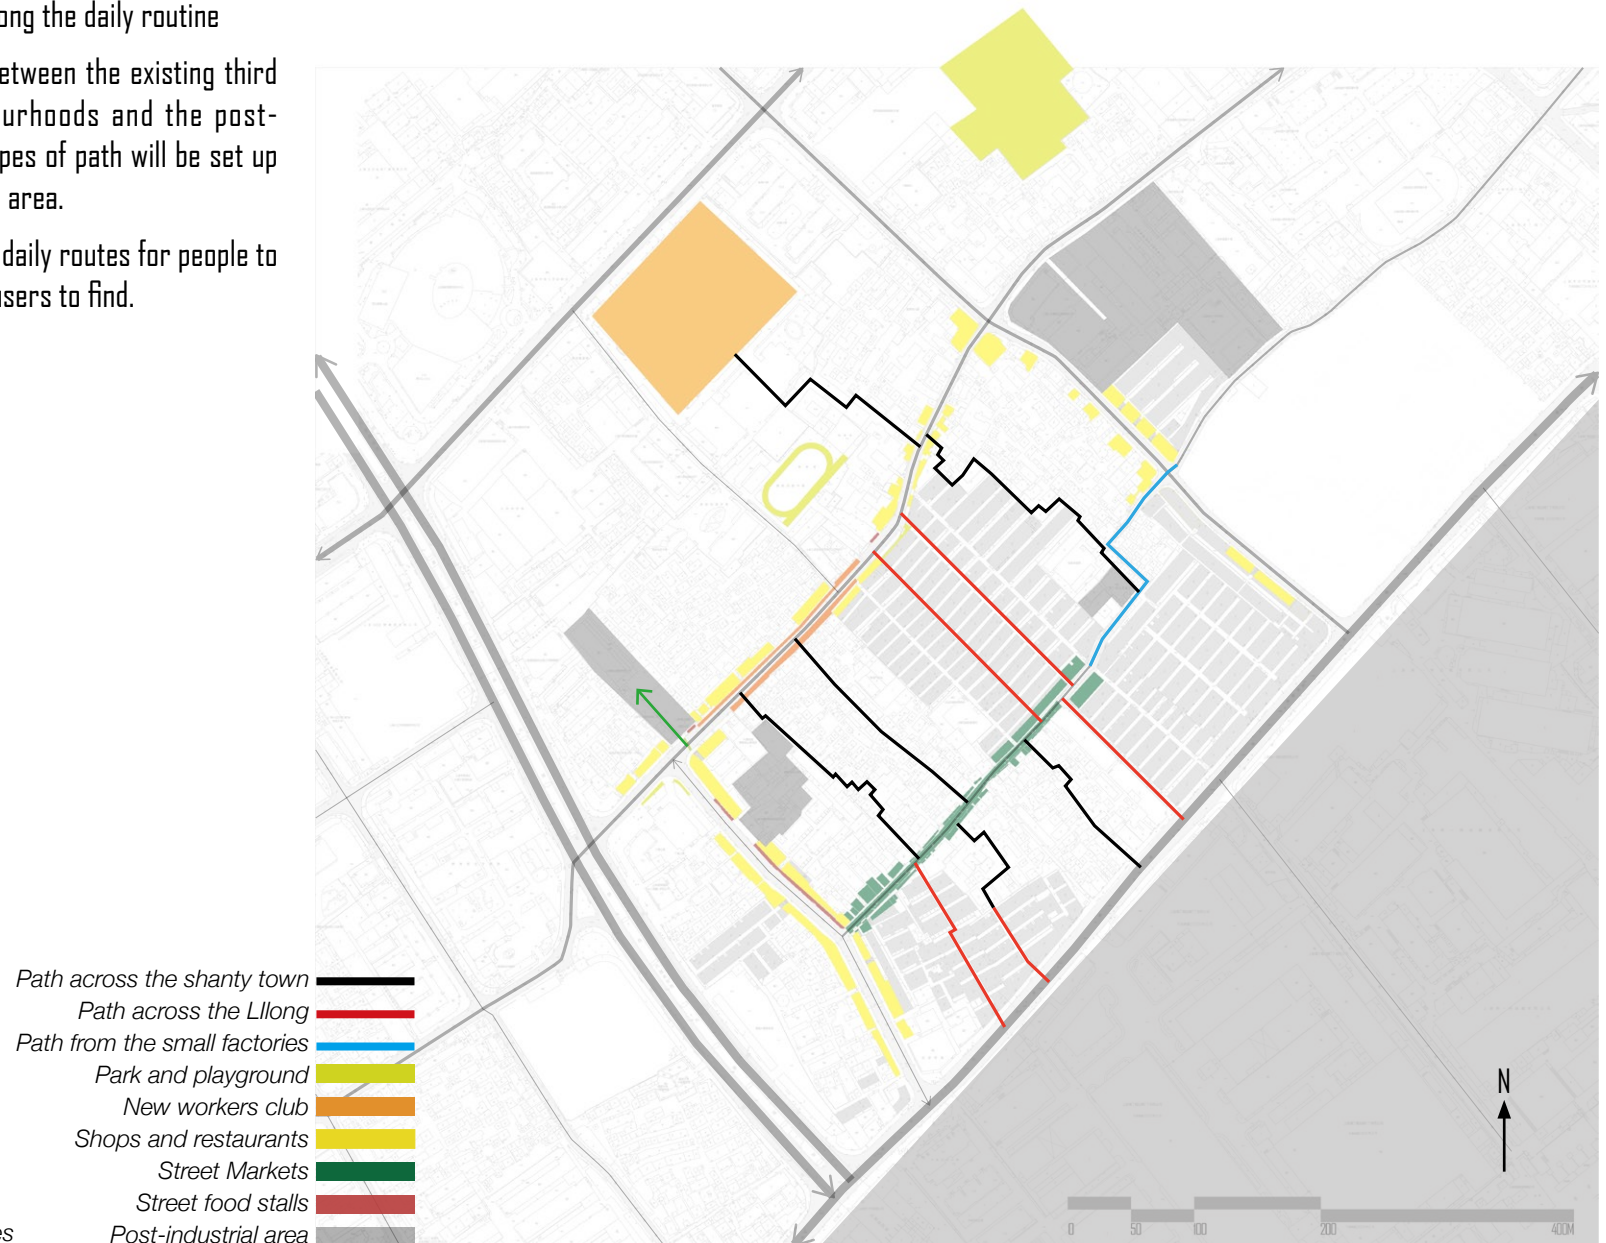 ong the daily routine
etween the existing third
urhoods and the post-
pes of path will be set up
area.
daily routes for people to
users to find.
Path across the shanty town
Path across the LIlong
Path from the small factories
Park and playground
New workers club
Shops and restaurants
Street Markets
Street food stalls
es
Post-industrial area
N
0 50 100 200 400M